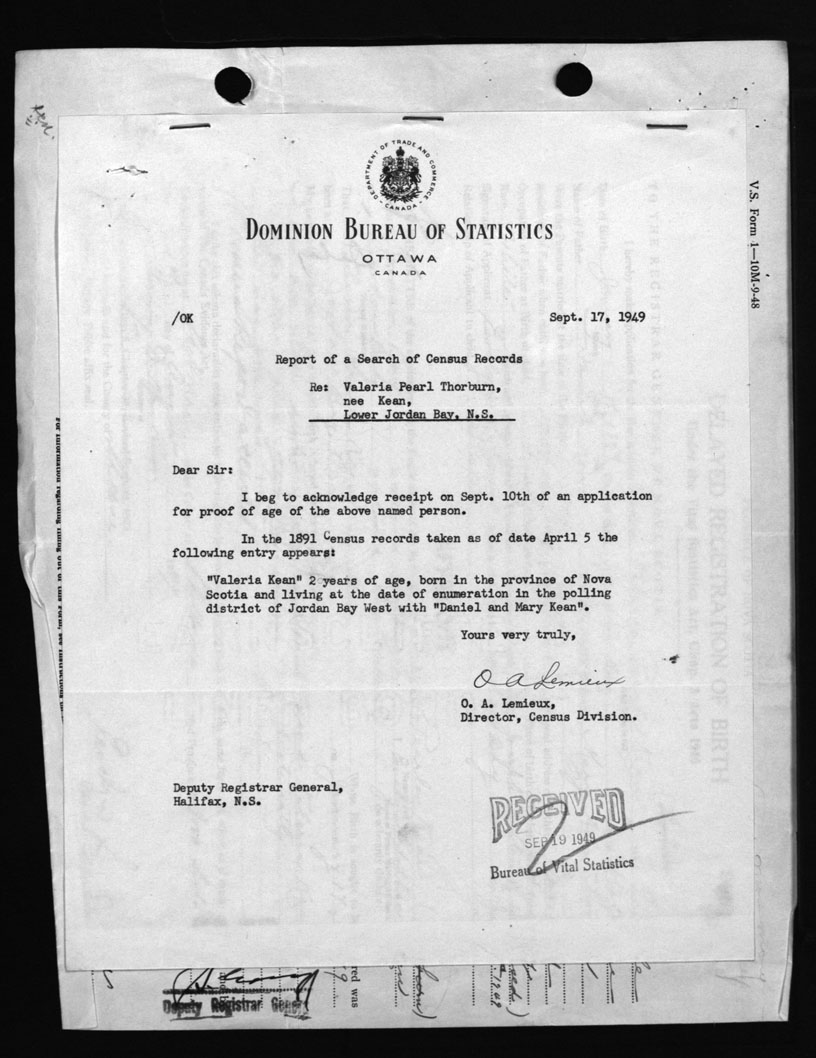 DEPARTMENT OF TRADE AND COMMERCE
CANADA
DOMINION BUREAU OF STATISTICS
OTTAWA
CANADA
V.S. Form 1—10M-9-48
/OK
Sept. 17, 1949
Report of a Search of Census Records
Re: Valeria Pearl Thorburn,
nee Kean,
Lower Jordan Bay, N.S.
Dear Sir:
I beg to acknowledge receipt on Sept. 10th of an application
for proof of age of the above named person.
In the 1891 Census records taken as of date April 5 the
following entry appears:
"Valeria Kean" 2 years of age, born in the province of Nova
Scotia and living at the date of enumeration in the polling
district of Jordan Bay West with "Daniel and Mary Kean".
Yours very truly,
O A Lemieux
O. A. Lemieux,
Director, Census Division.
Deputy Registrar General,
Halifax, N.S.
RECEIVED
SEP 19 1949
Bureau of Vital Statistics
red was
Deputy Registrar General